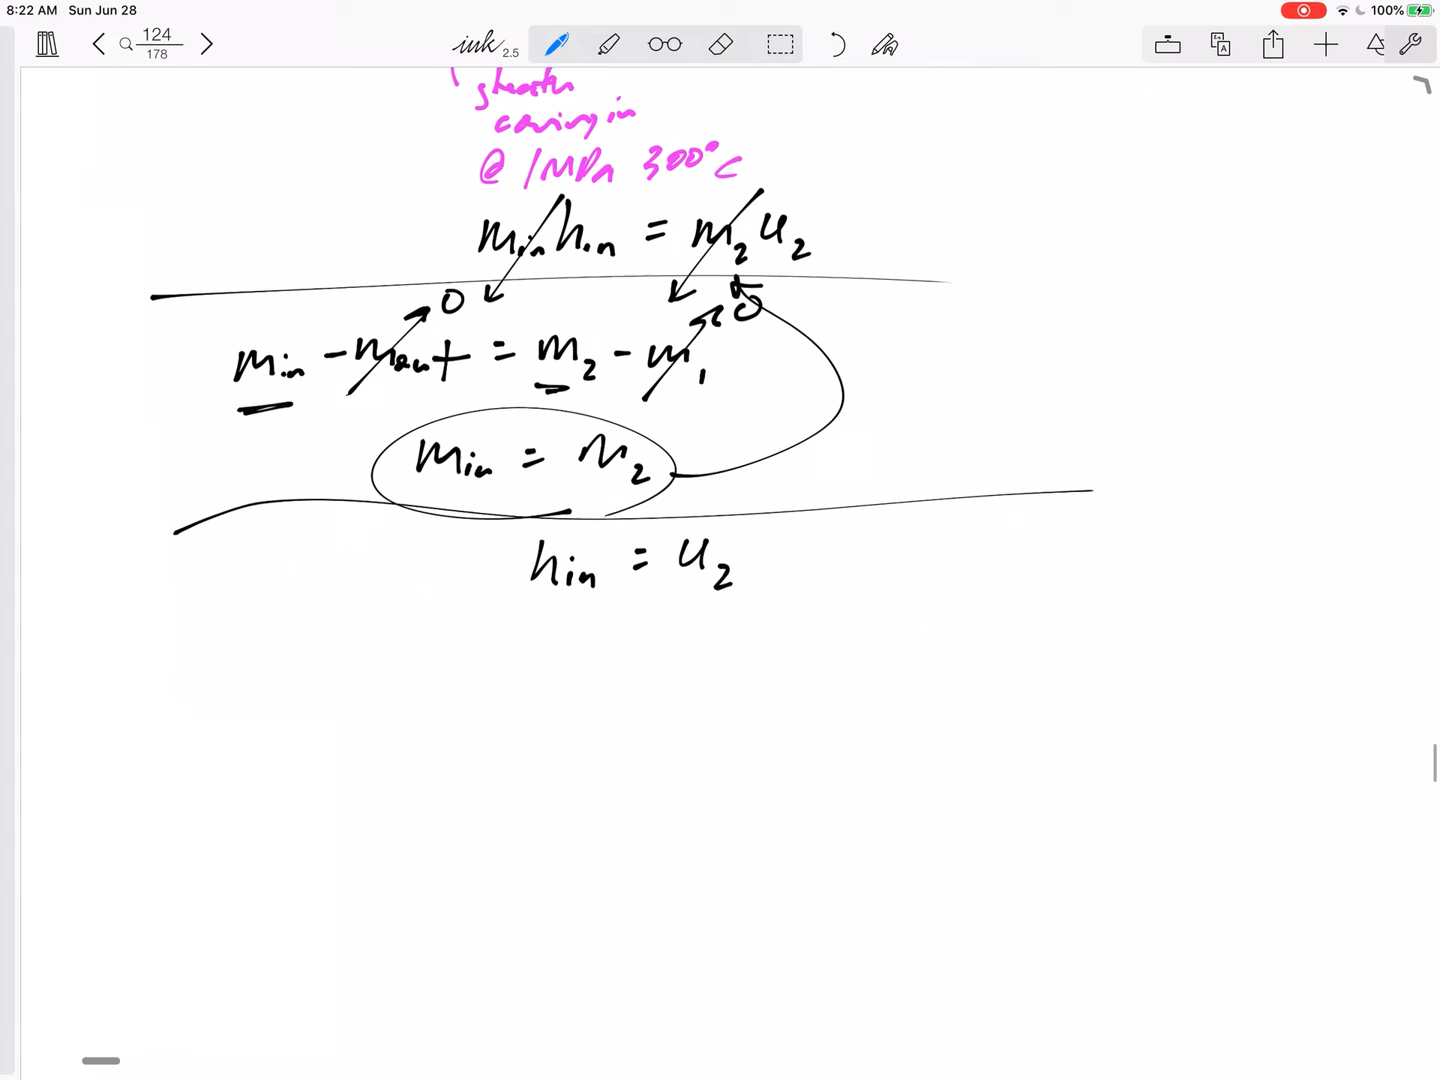 8:22 AM Sun Jun 28
100%
124
178
ink 2.5
coming in
@ 1MPa 300°C
min hin = m2 u2
0
0
min - mout = m2 - m1
min = m2
hin = u2